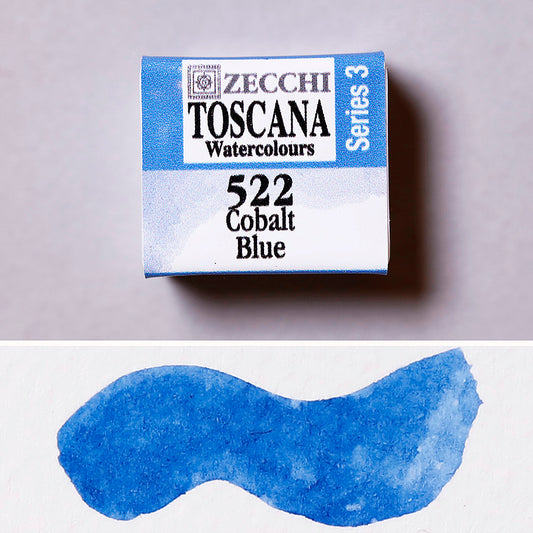 ZECCHI
TOSCANA
Watercolours
Series 3
522
Cobalt
Blue